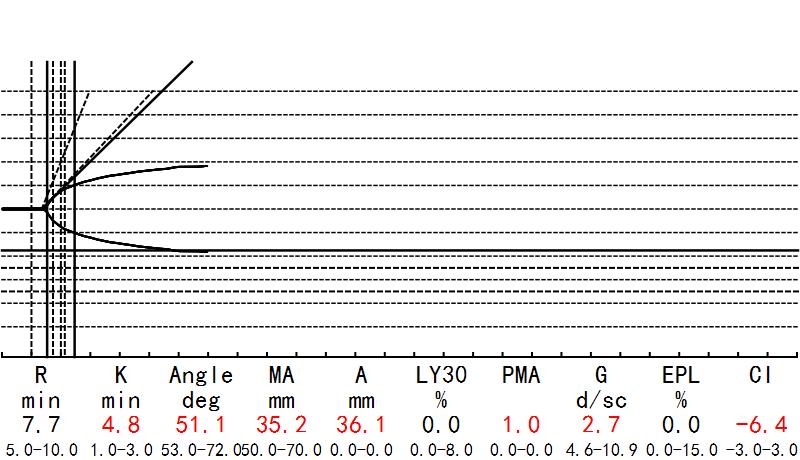 R K Angle MA A LY30 PMA G EPL CI
min min deg mm mm % d/sc %
7.7 4.8 51.1 35.2 36.1 0.0 1.0 2.7 0.0 -6.4
5.0-10.0 1.0-3.0 53.0-72.0 50.0-70.0 0.0-0.0 0.0-8.0 0.0-0.0 4.6-10.9 0.0-15.0 -3.0-3.0